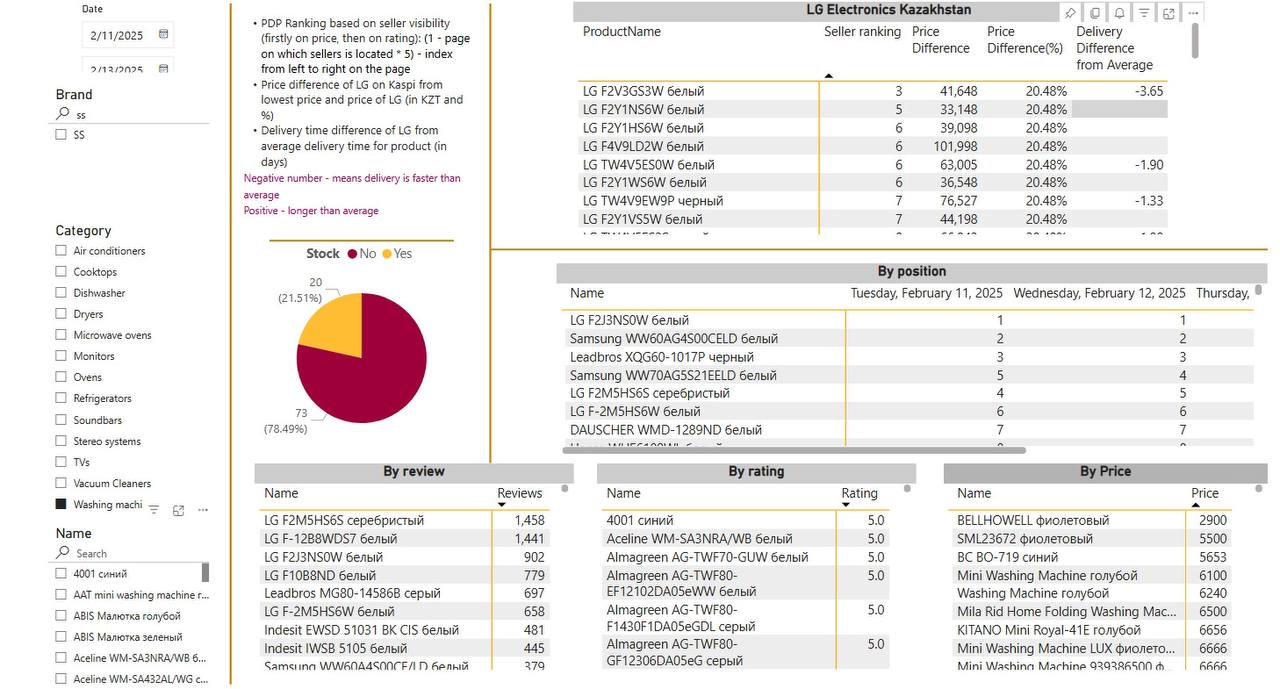 Date
2/11/2025
2/13/2025
Brand
ss
SS
Category
Air conditioners
Cooktops
Dishwasher
Dryers
Microwave ovens
Monitors
Ovens
Refrigerators
Soundbars
Stereo systems
TVs
Vacuum Cleaners
Washing machi
Name
Search
4001 синий
AAT mini washing machine r...
ABIS Малютка голубой
ABIS Малютка зеленый
Aceline WM-SA3NRA/WB б...
Aceline WM-SA432AL/WG с...
• PDP Ranking based on seller visibility
(firstly on price, then on rating): (1 - page
on which sellers is located * 5) - index
from left to right on the page
• Price difference of LG on Kaspi from
lowest price and price of LG (in KZT and
%)
• Delivery time difference of LG from
average delivery time for product (in
days)
Negative number - means delivery is faster than
average
Positive - longer than average
Stock No Yes
20
(21.51%)
73
(78.49%)
LG Electronics Kazakhstan
ProductName Seller ranking Price Difference Price Difference(%) Delivery Difference from Average
LG F2V3GS3W белый 3 41,648 20.48% -3.65
LG F2Y1NS6W белый 5 33,148 20.48%
LG F2Y1HS6W белый 6 39,098 20.48%
LG F4V9LD2W белый 6 101,998 20.48%
LG TW4V5ES0W белый 6 63,005 20.48% -1.90
LG F2Y1WS6W белый 6 36,548 20.48%
LG TW4V9EW9P черный 7 76,527 20.48% -1.33
LG F2Y1VS5W белый 7 44,198 20.48%
By position
Name Tuesday, February 11, 2025 Wednesday, February 12, 2025 Thursday,
LG F2J3NS0W белый 1 1
Samsung WW60AG4S00CELD белый 2 2
Leadbros XQG60-1017P черный 3 3
Samsung WW70AG5S21EELD белый 5 4
LG F2M5HS6S серебристый 4 5
LG F-2M5HS6W белый 6 6
DAUSCHER WMD-1289ND белый 7 7
By review
Name Reviews
LG F2M5HS6S серебристый 1,458
LG F-12B8WDS7 белый 1,441
LG F2J3NS0W белый 902
LG F10B8ND белый 779
Leadbros MG80-14586B серый 697
LG F-2M5HS6W белый 658
Indesit EWSD 51031 BK CIS белый 481
Indesit IWSB 5105 белый 445
Samsung WW60A4S00CE/LD белый 379
By rating
Name Rating
4001 синий 5.0
Aceline WM-SA3NRA/WB белый 5.0
Almagreen AG-TWF70-GUW белый 5.0
Almagreen AG-TWF80- 5.0
EF12102DA05eWW белый
Almagreen AG-TWF80- 5.0
F1430F1DA05eGDL серый
Almagreen AG-TWF80- 5.0
GF12306DA05eG серый
By Price
Name Price
BELLHOWELL фиолетовый 2900
SML23672 фиолетовый 5500
BC BO-719 синий 5653
Mini Washing Machine голубой 6100
Washing Machine голубой 6240
Mila Rid Home Folding Washing Mac... 6500
KITANO Mini Royal-41E голубой 6656
Mini Washing Machine LUX фиолето... 6666
Mini Washing Machine 939386500 ф... 6666